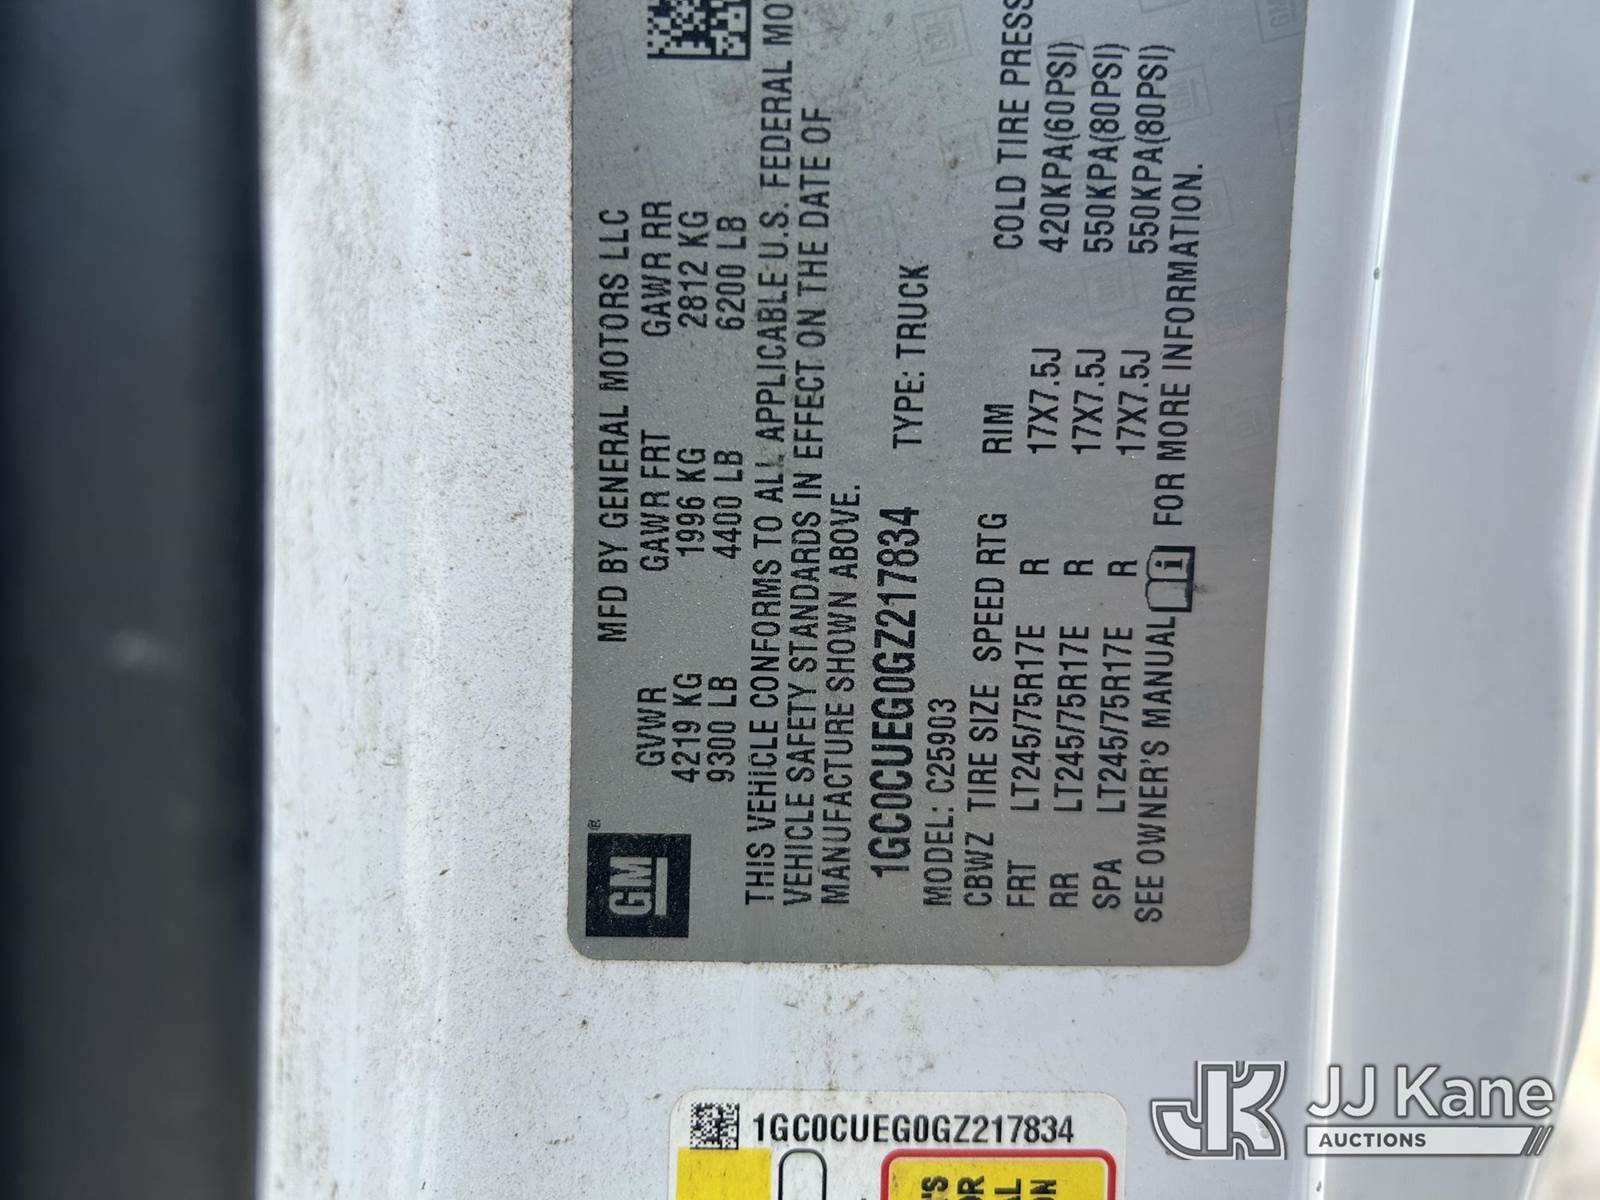 GM ®
MFD BY GENERAL MOTORS LLC
GVWR GAWR FRT GAWR RR
4219 KG 1996 KG 2812 KG
9300 LB 4400 LB 6200 LB
THIS VEHICLE CONFORMS TO ALL APPLICABLE U.S. FEDERAL
VEHICLE SAFETY STANDARDS IN EFFECT ON THE DATE OF
MANUFACTURE SHOWN ABOVE.
1GC0CUEG0GZ217834 TYPE: TRUCK
MODEL: C25903
CBWZ TIRE SIZE SPEED RTG RIM COLD TIRE PRESS
FRT LT245/75R17E R 17X7.5J 420KPA(60PSI)
RR LT245/75R17E R 17X7.5J 550KPA(80PSI)
SPA LT245/75R17E R 17X7.5J 550KPA(80PSI)
SEE OWNER'S MANUAL i FOR MORE INFORMATION.
1GC0CUEG0GZ217834
JK JJ Kane
AUCTIONS